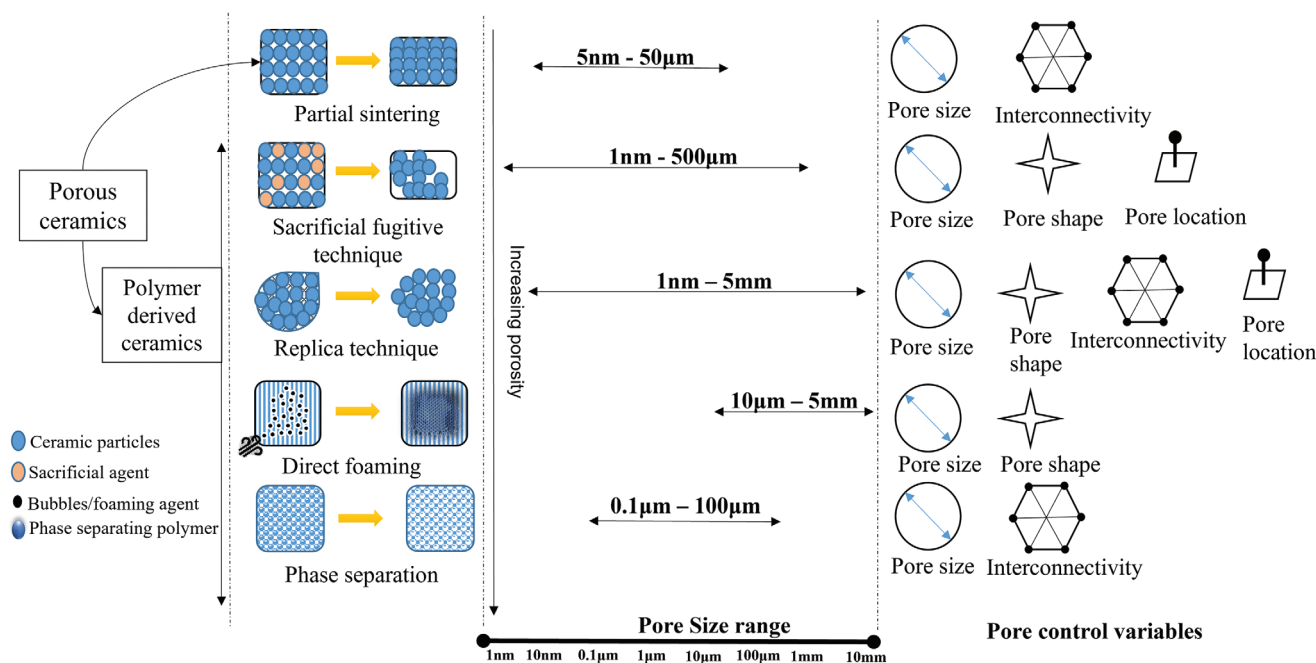 Porous
ceramics
Polymer
derived
ceramics
Ceramic particles
Sacrificial agent
Bubbles/foaming agent
Phase separating polymer
Partial sintering
Sacrificial fugitive
technique
Replica technique
Direct foaming
Phase separation
Increasing porosity
5nm - 50µm
1nm - 500µm
1nm – 5mm
10µm – 5mm
0.1µm – 100µm
Pore Size range
1nm 10nm 0.1µm 1µm 10µm 100µm 1mm 10mm
Pore size Interconnectivity
Pore size Pore shape Pore location
Pore size
Pore
shape
Interconnectivity
Pore
location
Pore size Pore shape
Pore size Interconnectivity
Pore control variables